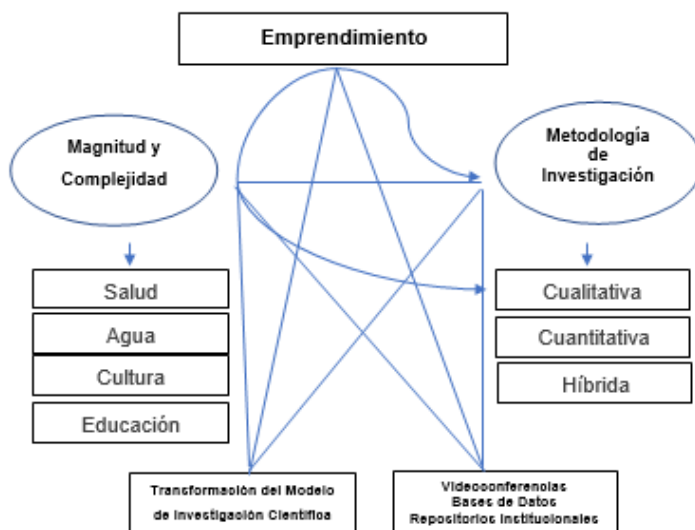 Emprendimiento
Magnitud y
Complejidad
Metodología
de
Investigación
Salud
Agua
Cultura
Educación
Cualitativa
Cuantitativa
Híbrida
Transformación del Modelo
de Investigación Científica
Videoconferencias
Bases de Datos
Repositorios Institucionales